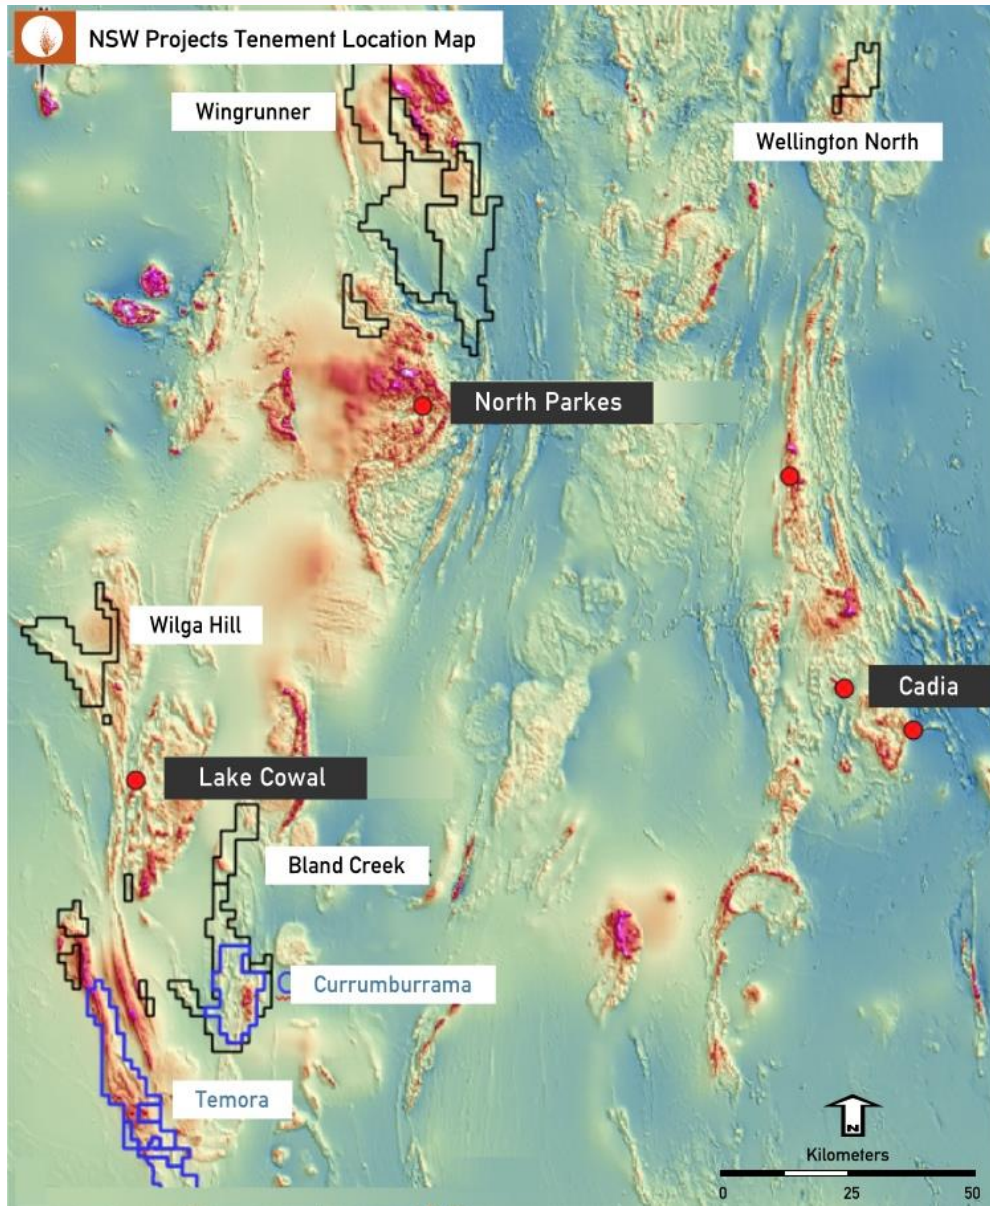 NSW Projects Tenement Location Map
Wingrunner
Wellington North
North Parkes
Wilga Hill
Cadia
Lake Cowal
Bland Creek
Currumburrama
Temora
N
Kilometers
0 25 50